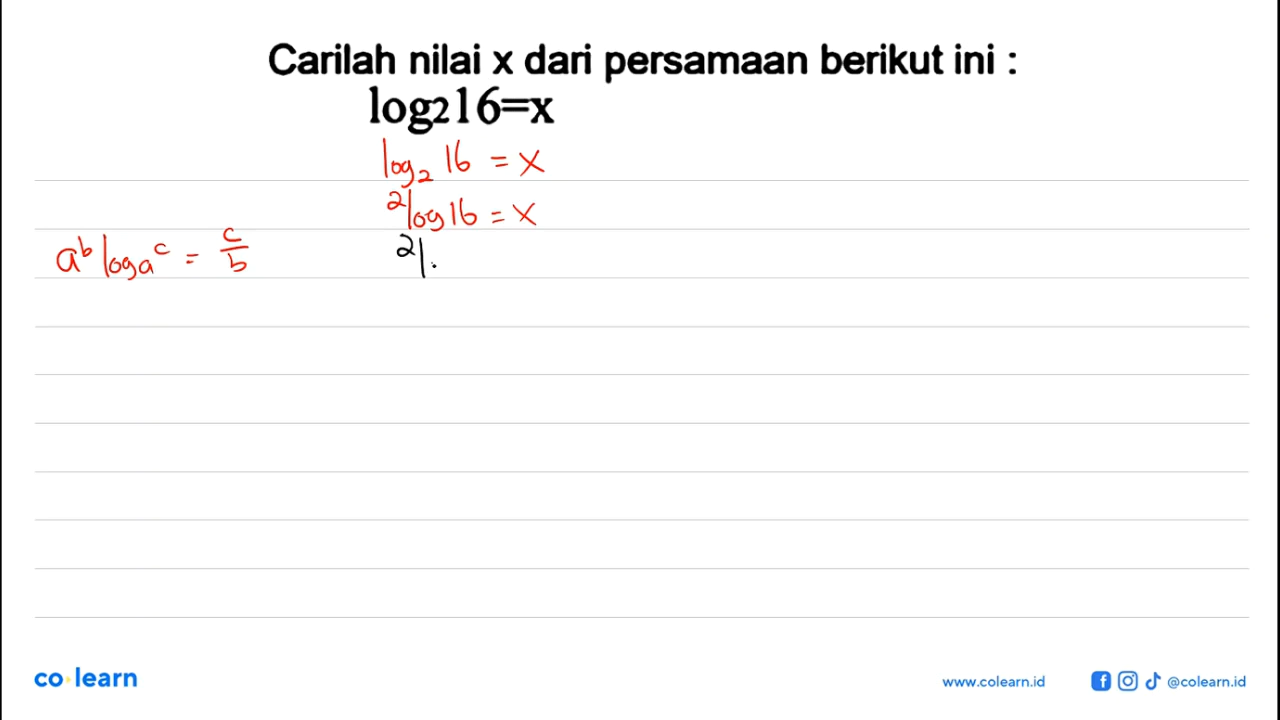 Carilah nilai x dari persamaan berikut ini :
log₂16=x
log₂ 16 = x
²log 16 = x
a^b log a^c = c/b
²|.
co·learn
www.colearn.id
@colearn.id